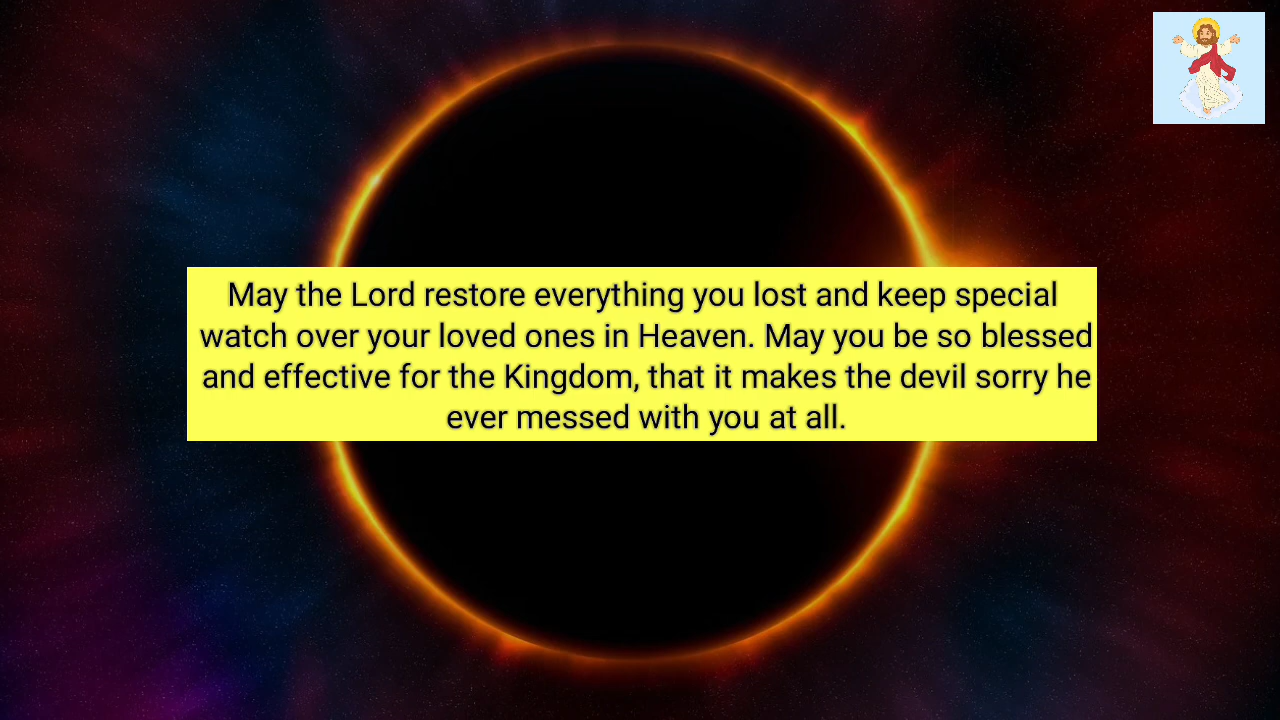 May the Lord restore everything you lost and keep special
watch over your loved ones in Heaven. May you be so blessed
and effective for the Kingdom, that it makes the devil sorry he
ever messed with you at all.